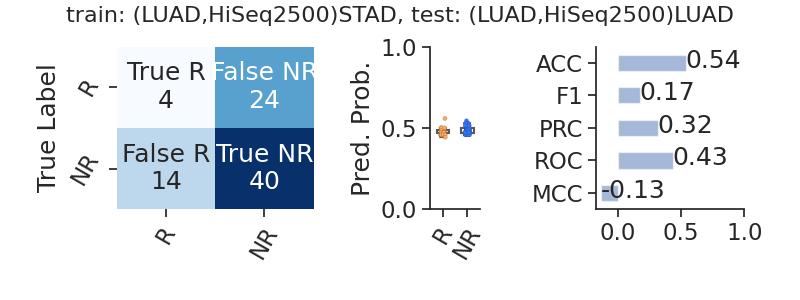 train: (LUAD,HiSeq2500)STAD, test: (LUAD,HiSeq2500)LUAD
True Label
R
NR
True R
4
False NR
24
False R
14
True NR
40
R
NR
Pred. Prob.
1.0
0.5
0.0
R
NR
ACC
0.54
F1
0.17
PRC
0.32
ROC
0.43
MCC
-0.13
0.0
0.5
1.0